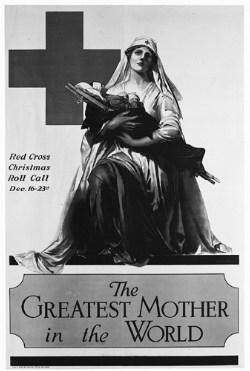 Red Cross
Christmas
Roll Call
Dec. 16-23rd
The
GREATEST MOTHER
in the WORLD